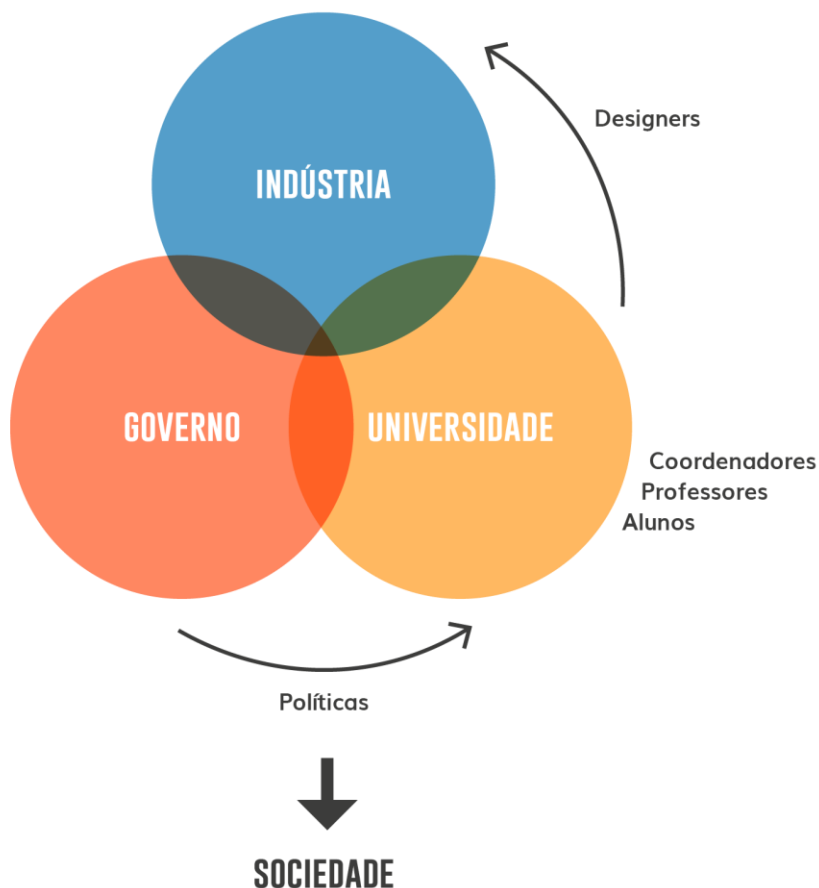 Designers
INDÚSTRIA
GOVERNO
UNIVERSIDADE
Coordenadores
Professores
Alunos
Políticas
SOCIEDADE